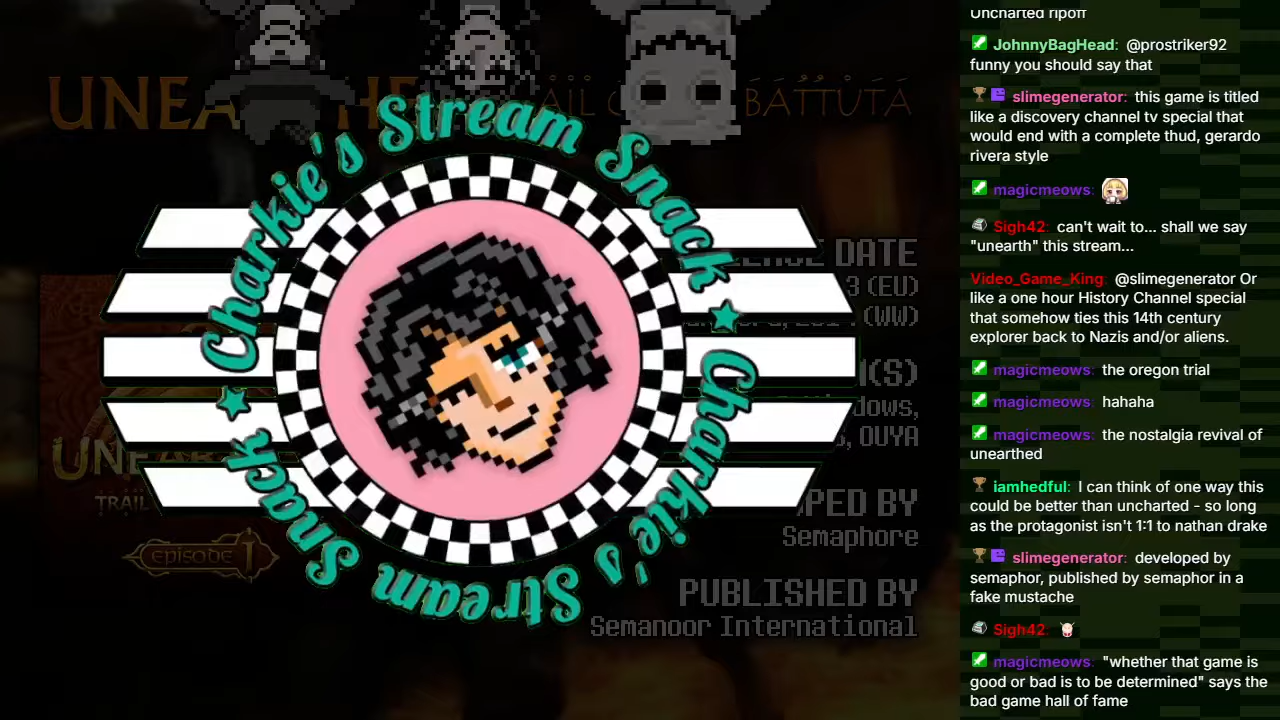 Charkie's Stream Snack
Charkie's Stream Snack
DATE
3 (EU)
(WW)
(S)
dows,
OUYA
UNE
TRAIL
EPISODE 1
PED BY
Semaphore
PUBLISHED BY
Semanoor International
BATTUTA
Uncharted ripoff
JohnnyBagHead: @prostriker92
funny you should say that
slimegenerator: this game is titled
like a discovery channel tv special that
would end with a complete thud, gerardo
rivera style
magicmeows:
Sigh42: can't wait to... shall we say
"unearth" this stream...
Video_Game_King: @slimegenerator Or
like a one hour History Channel special
that somehow ties this 14th century
explorer back to Nazis and/or aliens.
magicmeows: the oregon trial
magicmeows: hahaha
magicmeows: the nostalgia revival of
unearthed
iamhedful: I can think of one way this
could be better than uncharted - so long
as the protagonist isn't 1:1 to nathan drake
slimegenerator: developed by
semaphor, published by semaphor in a
fake mustache
Sigh42:
magicmeows: "whether that game is
good or bad is to be determined" says the
bad game hall of fame